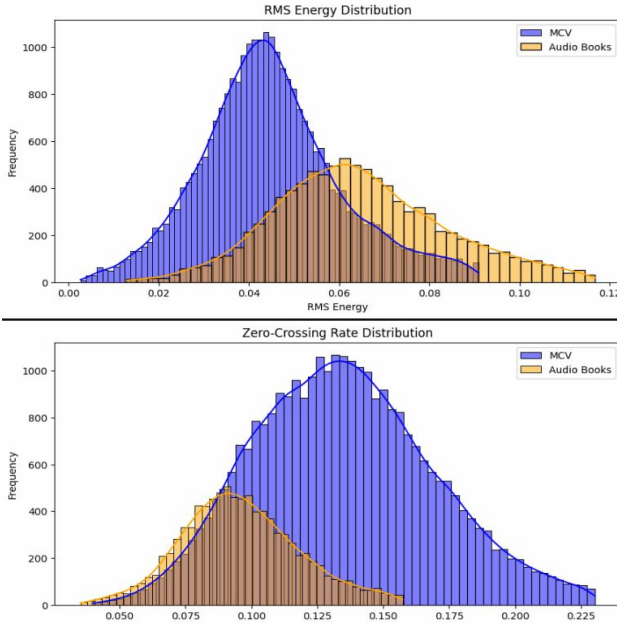 RMS Energy Distribution
MCV
Audio Books
Frequency
1000
800
600
400
200
0
0.00 0.02 0.04 0.06 0.08 0.10 0.12
RMS Energy
Zero-Crossing Rate Distribution
MCV
Audio Books
Frequency
1000
800
600
400
200
0
0.050 0.075 0.100 0.125 0.150 0.175 0.200 0.225